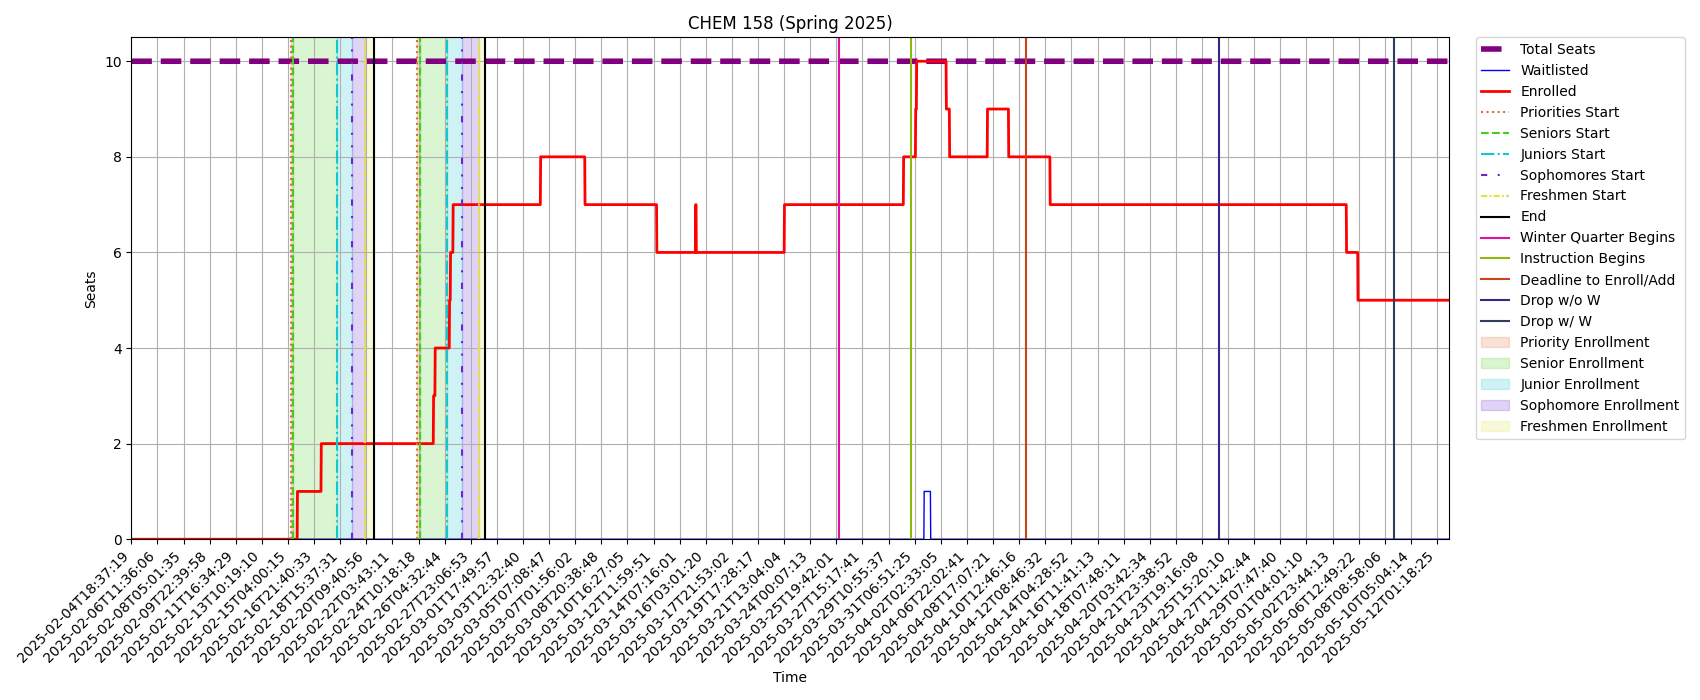 CHEM 158 (Spring 2025)
Seats
10
8
6
4
2
0
2025-02-04T18:37:19
2025-02-06T11:36:06
2025-02-08T05:01:35
2025-02-09T22:39:58
2025-02-11T16:34:29
2025-02-13T10:19:10
2025-02-15T04:00:15
2025-02-16T21:40:33
2025-02-18T15:37:31
2025-02-20T09:40:56
2025-02-22T03:43:11
2025-02-24T10:18:18
2025-02-26T04:32:44
2025-02-27T23:06:53
2025-03-01T17:49:57
2025-03-03T12:32:40
2025-03-05T07:08:47
2025-03-07T01:56:02
2025-03-08T20:38:48
2025-03-10T16:27:05
2025-03-12T11:59:51
2025-03-14T07:16:01
2025-03-16T03:01:20
2025-03-17T21:53:02
2025-03-19T17:28:17
2025-03-21T13:04:04
2025-03-24T00:07:13
2025-03-25T19:42:01
2025-03-27T15:17:41
2025-03-29T10:55:37
2025-03-31T06:51:25
2025-04-02T02:33:05
2025-04-06T22:02:41
2025-04-08T17:07:21
2025-04-10T12:46:16
2025-04-12T08:46:32
2025-04-14T04:28:52
2025-04-16T11:41:13
2025-04-18T07:48:11
2025-04-20T03:42:34
2025-04-21T23:38:52
2025-04-23T19:16:08
2025-04-25T15:20:10
2025-04-27T11:42:44
2025-04-29T07:47:40
2025-05-01T04:01:10
2025-05-02T23:44:13
2025-05-06T12:49:22
2025-05-08T08:58:06
2025-05-10T05:04:14
2025-05-12T01:18:25
Time
Total Seats
Waitlisted
Enrolled
Priorities Start
Seniors Start
Juniors Start
Sophomores Start
Freshmen Start
End
Winter Quarter Begins
Instruction Begins
Deadline to Enroll/Add
Drop w/o W
Drop w/ W
Priority Enrollment
Senior Enrollment
Junior Enrollment
Sophomore Enrollment
Freshmen Enrollment